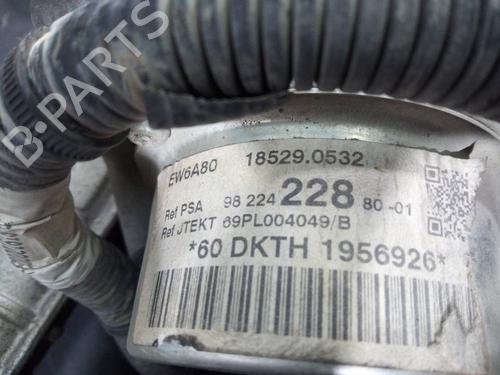 EW6A80 18529.0532
Ref PSA 98 224 228 80-01
Ref JTEKT 69PL004049/B
*60 DKTH 1956926*
B-PARTS